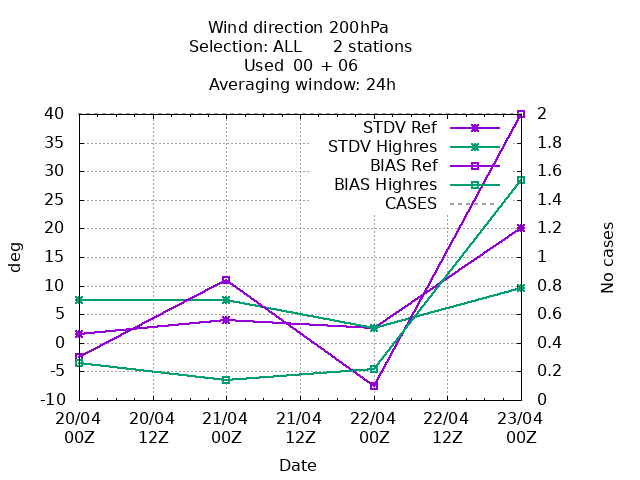 Wind direction 200hPa
Selection: ALL 2 stations
Used 00 + 06
Averaging window: 24h
40 2
35 1.8
30 1.6
25 1.4
20 1.2
15 1
10 0.8
5 0.6
0 0.4
-5 0.2
-10 0
STDV Ref
STDV Highres
BIAS Ref
BIAS Highres
CASES
deg
No cases
20/04 20/04 21/04 21/04 22/04 22/04 23/04
00Z 12Z 00Z 12Z 00Z 12Z 00Z
Date